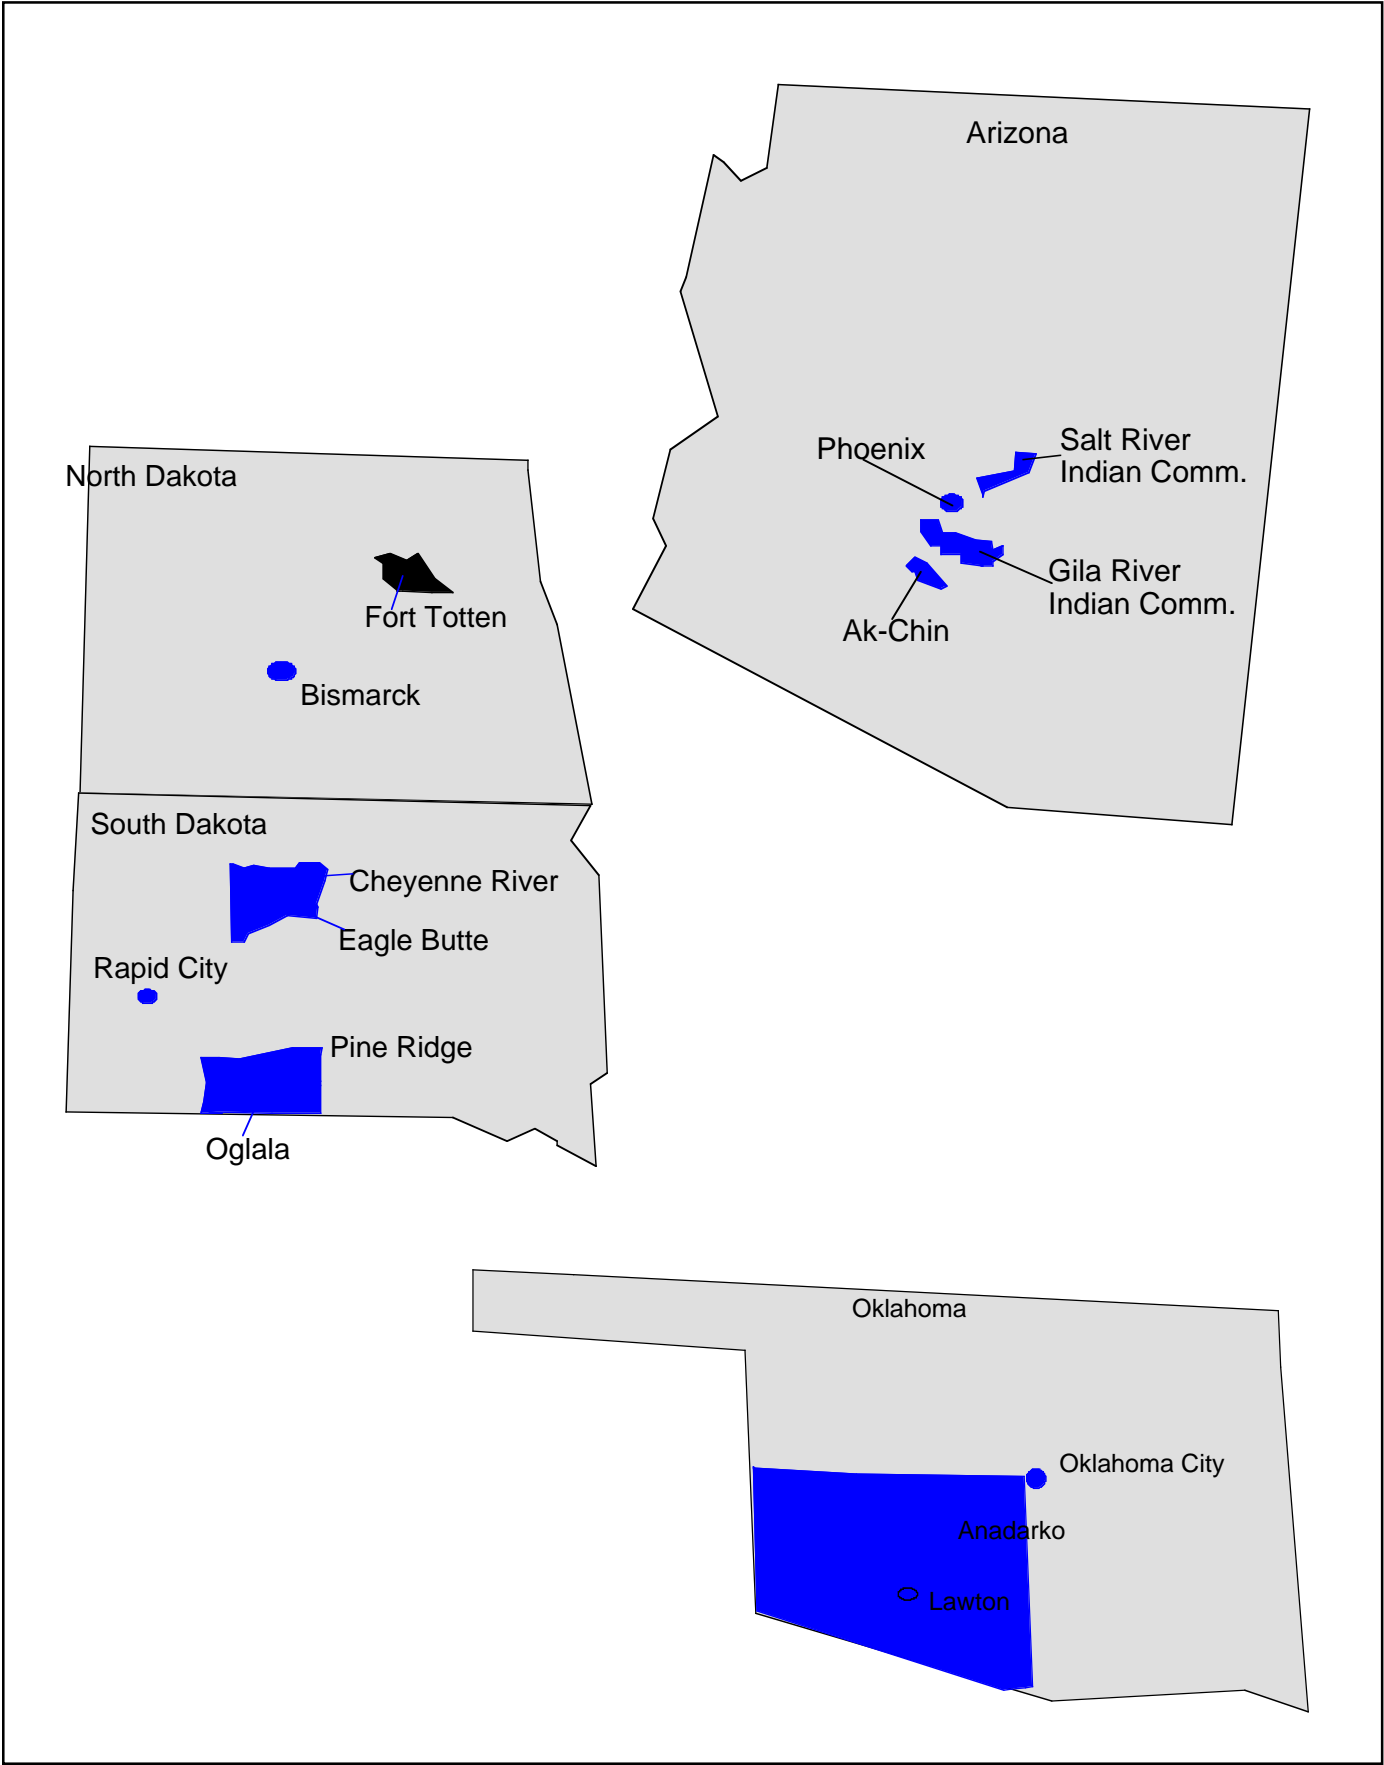 Arizona
Phoenix
Salt River
Indian Comm.
Gila River
Indian Comm.
Ak-Chin
North Dakota
Fort Totten
Bismarck
South Dakota
Cheyenne River
Eagle Butte
Rapid City
Pine Ridge
Oglala
Oklahoma
Oklahoma City
Anadarko
Lawton